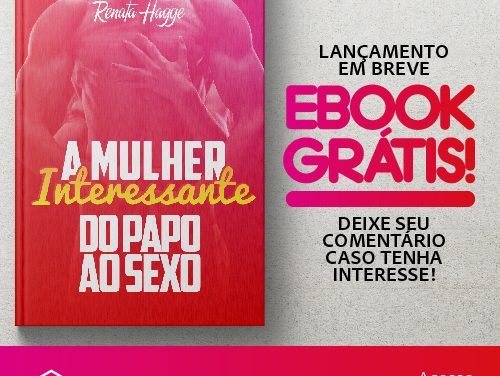 Renata Hagge
A MULHER
Interessante
DO PAPO
AO SEXO
LANÇAMENTO
EM BREVE
EBOOK
GRÁTIS!
DEIXE SEU
COMENTÁRIO
CASO TENHA
INTERESSE!